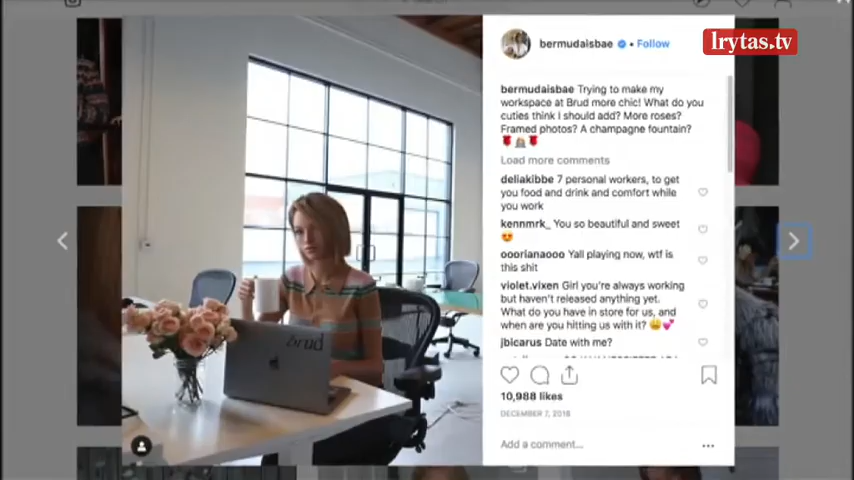 lrytas.tv
bermudaisbae • Follow
bermudaisbae Trying to make my
workspace at Brud more chic! What do you
cuties think I should add? More roses?
Framed photos? A champagne fountain?
Load more comments
deliakibbe 7 personal workers, to get
you food and drink and comfort while
you work
kennmrk_ You so beautiful and sweet
ooorianaooo Yall playing now, wtf is
this shit
violet.vixen Girl you're always working
but haven't released anything yet.
What do you have in store for us, and
when are you hitting us with it?
jbicarus Date with me?
Brud
10,988 likes
DECEMBER 7, 2018
Add a comment...